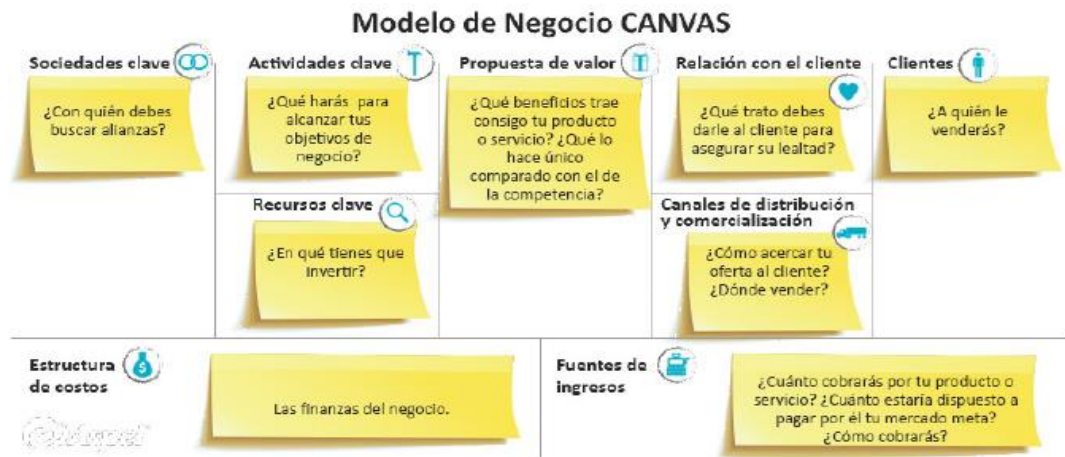 Modelo de Negocio CANVAS
Sociedades clave
¿Con quién debes
buscar alianzas?
Actividades clave
¿Qué harás para
alcanzar tus
objetivos de
negocio?
Recursos clave
¿En qué tienes que
invertir?
Propuesta de valor
¿Qué beneficios trae
consigo tu producto
o servicio? ¿Qué lo
hace único
comparado con el de
la competencia?
Relación con el cliente
¿Qué trato debes
darle al cliente para
asegurar su lealtad?
Canales de distribución
y comercialización
¿Cómo acercar tu
oferta al cliente?
¿Dónde vender?
Clientes
¿A quién le
venderás?
Estructura
de costos
$
Las finanzas del negocio.
Fuentes de
ingresos
¿Cuánto cobrarás por tu producto o
servicio? ¿Cuánto estaría dispuesto a
pagar por él tu mercado meta?
¿Cómo cobrarás?